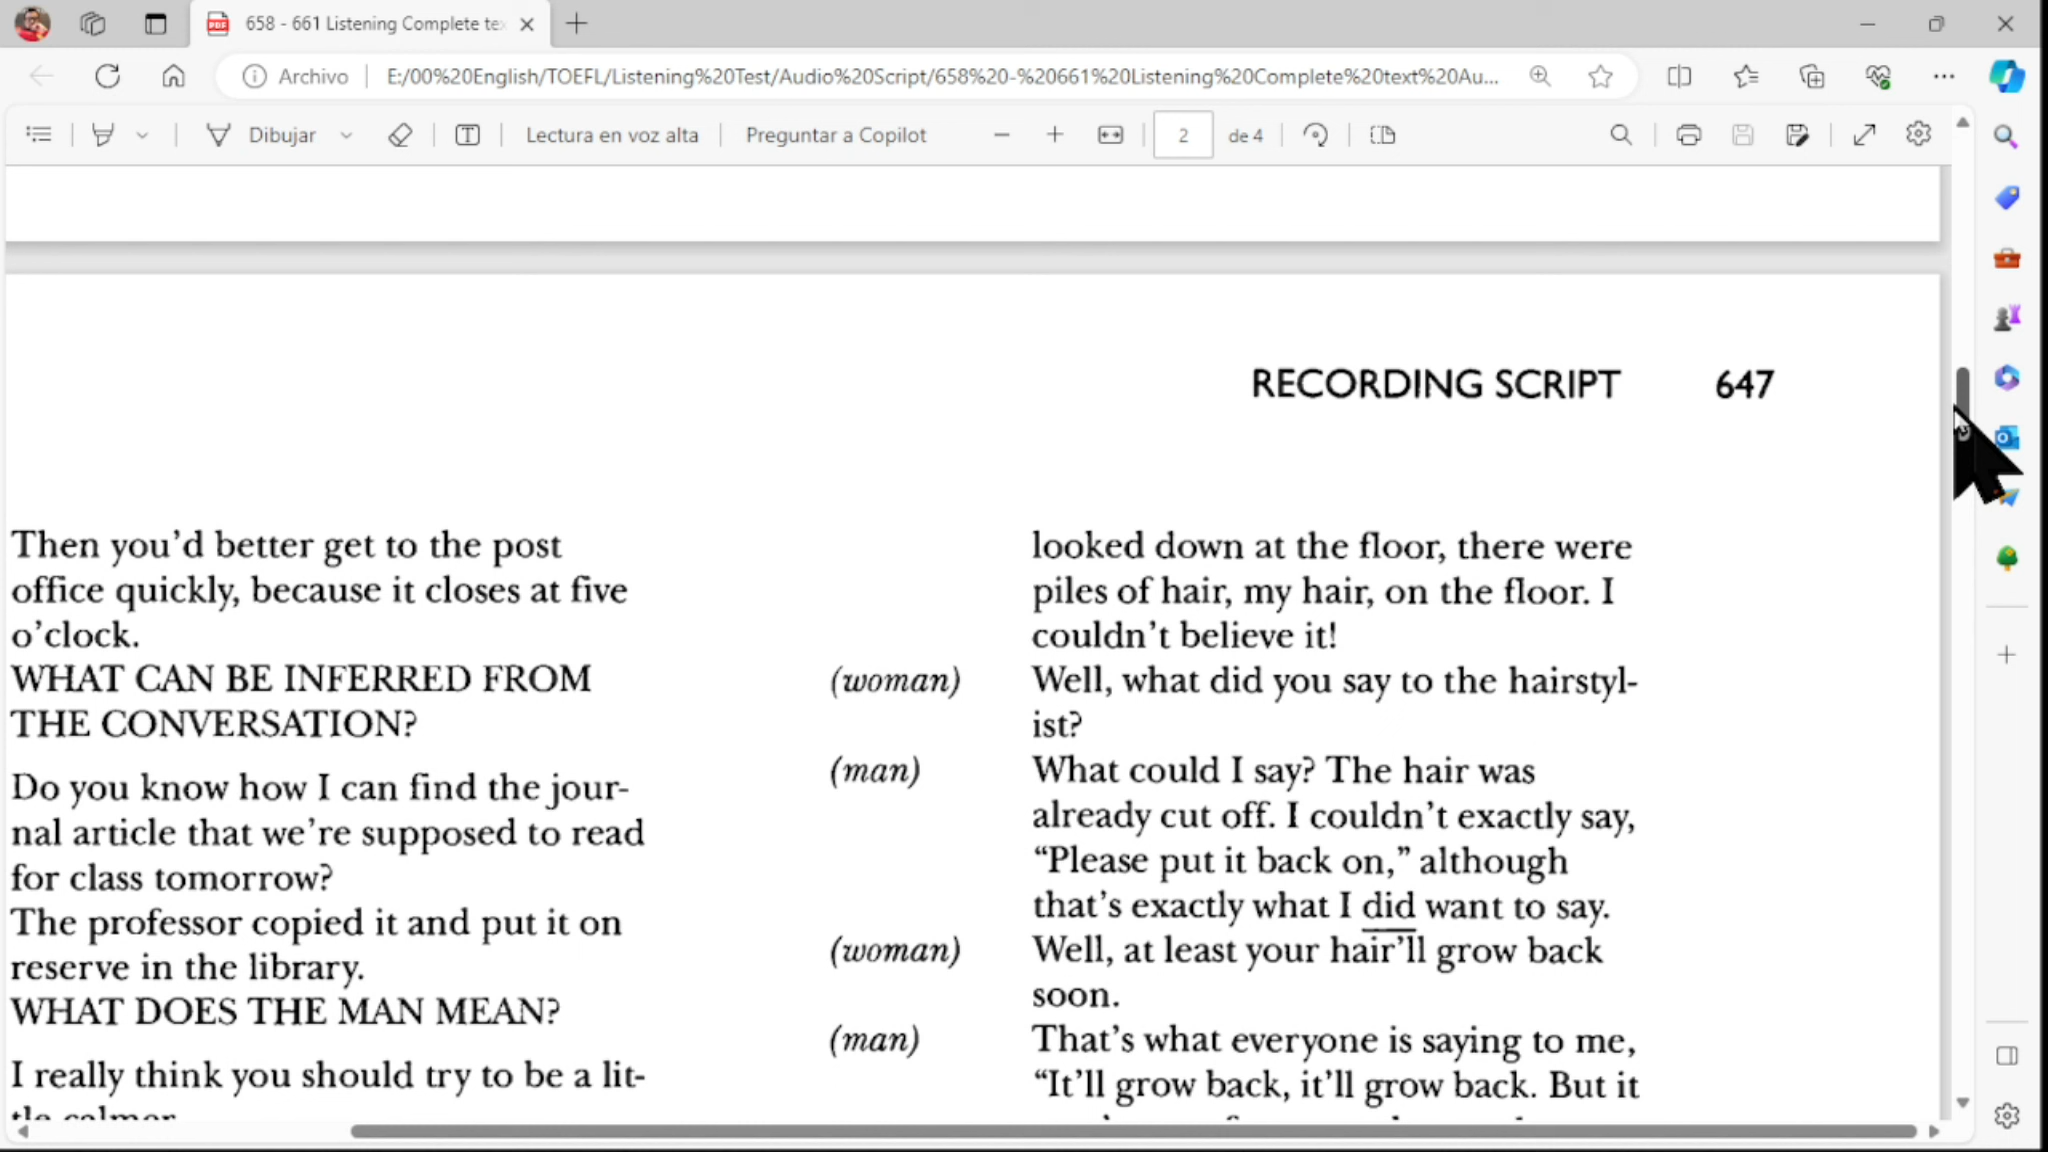 658 - 661 Listening Complete te
Archivo
E:/00%20English/TOEFL/Listening%20Test/Audio%20Script/658%20-%20661%20Listening%20Complete%20text%20Au...
Dibujar
Lectura en voz alta
Preguntar a Copilot
2 de 4
RECORDING SCRIPT 647
Then you'd better get to the post
office quickly, because it closes at five
o'clock.
WHAT CAN BE INFERRED FROM
THE CONVERSATION?
Do you know how I can find the jour-
nal article that we're supposed to read
for class tomorrow?
The professor copied it and put it on
reserve in the library.
WHAT DOES THE MAN MEAN?
I really think you should try to be a lit-
tle calmer
looked down at the floor, there were
piles of hair, my hair, on the floor. I
couldn't believe it!
(woman) Well, what did you say to the hairstyl-
ist?
(man) What could I say? The hair was
already cut off. I couldn't exactly say,
“Please put it back on,” although
that's exactly what I did want to say.
(woman) Well, at least your hair'll grow back
soon.
(man) That's what everyone is saying to me,
“It'll grow back, it'll grow back. But it